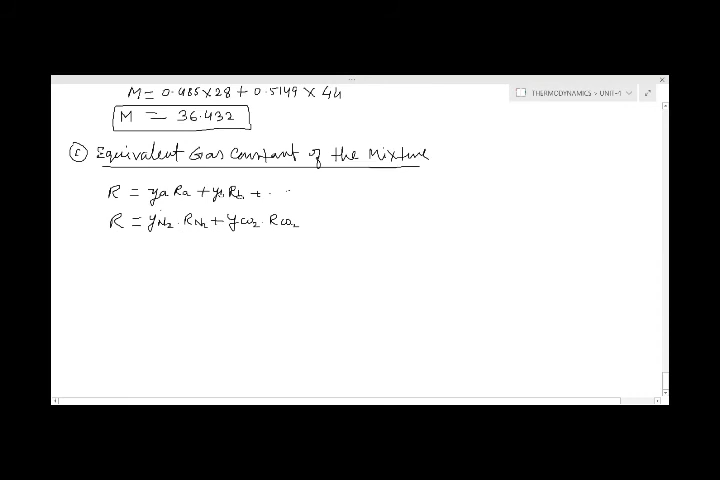 M = 0.485 × 28 + 0.5149 × 44
THERMODYNAMICS > UNIT-4
M = 36.432
(c) Equivalent Gas Constant of the Mixture
R = ya Ra + yb Rb + . . .
R = yN2 . RN2 + yCO2 . RCO2